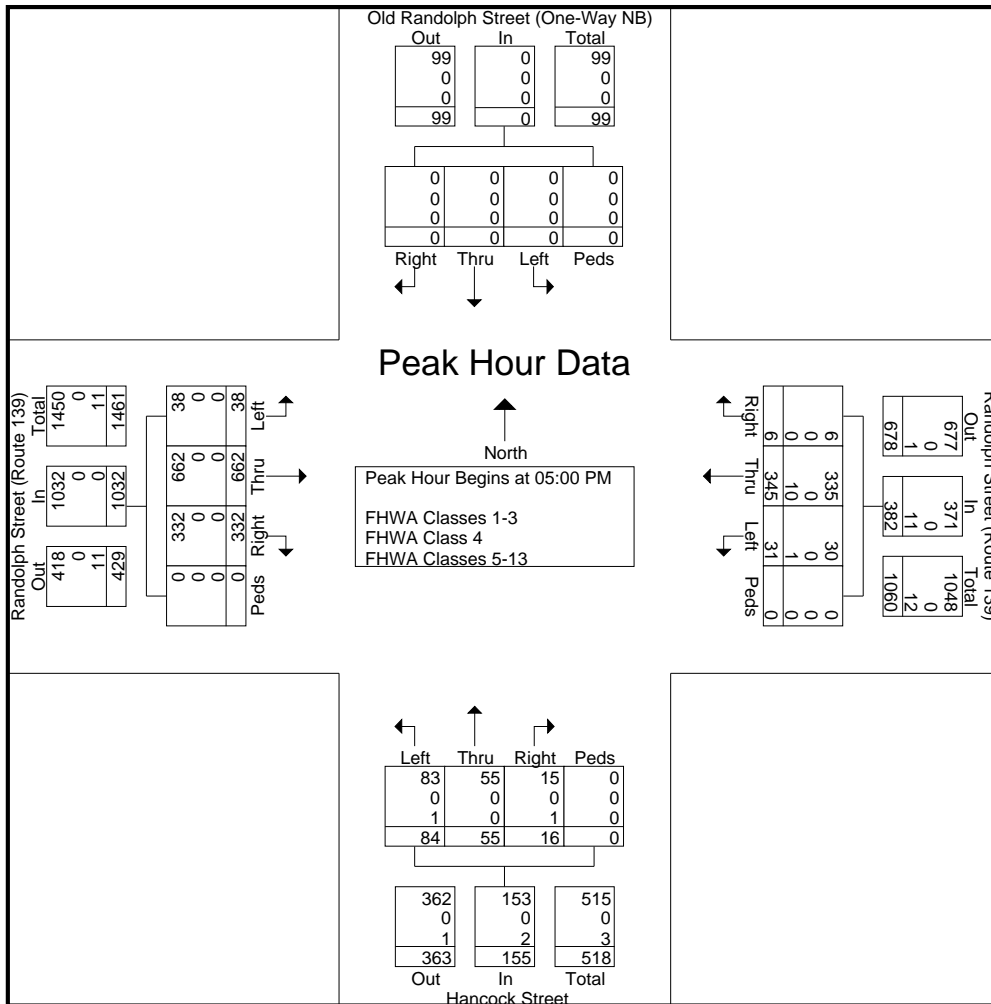 Old Randolph Street (One-Way NB)
Out In Total
99 0 99
0 0 0
0 0 0
99 0 99
0 0 0 0
0 0 0 0
0 0 0 0
0 0 0 0
Right Thru Left Peds
Peak Hour Data
North
Peak Hour Begins at 05:00 PM
FHWA Classes 1-3
FHWA Class 4
FHWA Classes 5-13
Randolph Street (Route 139)
Out In Total
418 1032 1450
0 0 0
11 0 11
429 1032 1461
38 662 332 0
0 0 0 0
0 0 0 0
38 662 332 0
Left Thru Right Peds
Randolph Street (Route 139)
Out In Total
677 371 1048
0 0 0
1 11 12
678 382 1060
6 335 30 0
0 0 0 0
0 10 1 0
6 345 31 0
Right Thru Left Peds
Left Thru Right Peds
83 55 15 0
0 0 0 0
1 0 1 0
84 55 16 0
362 153 515
0 0 0
1 2 3
363 155 518
Out In Total
Hancock Street